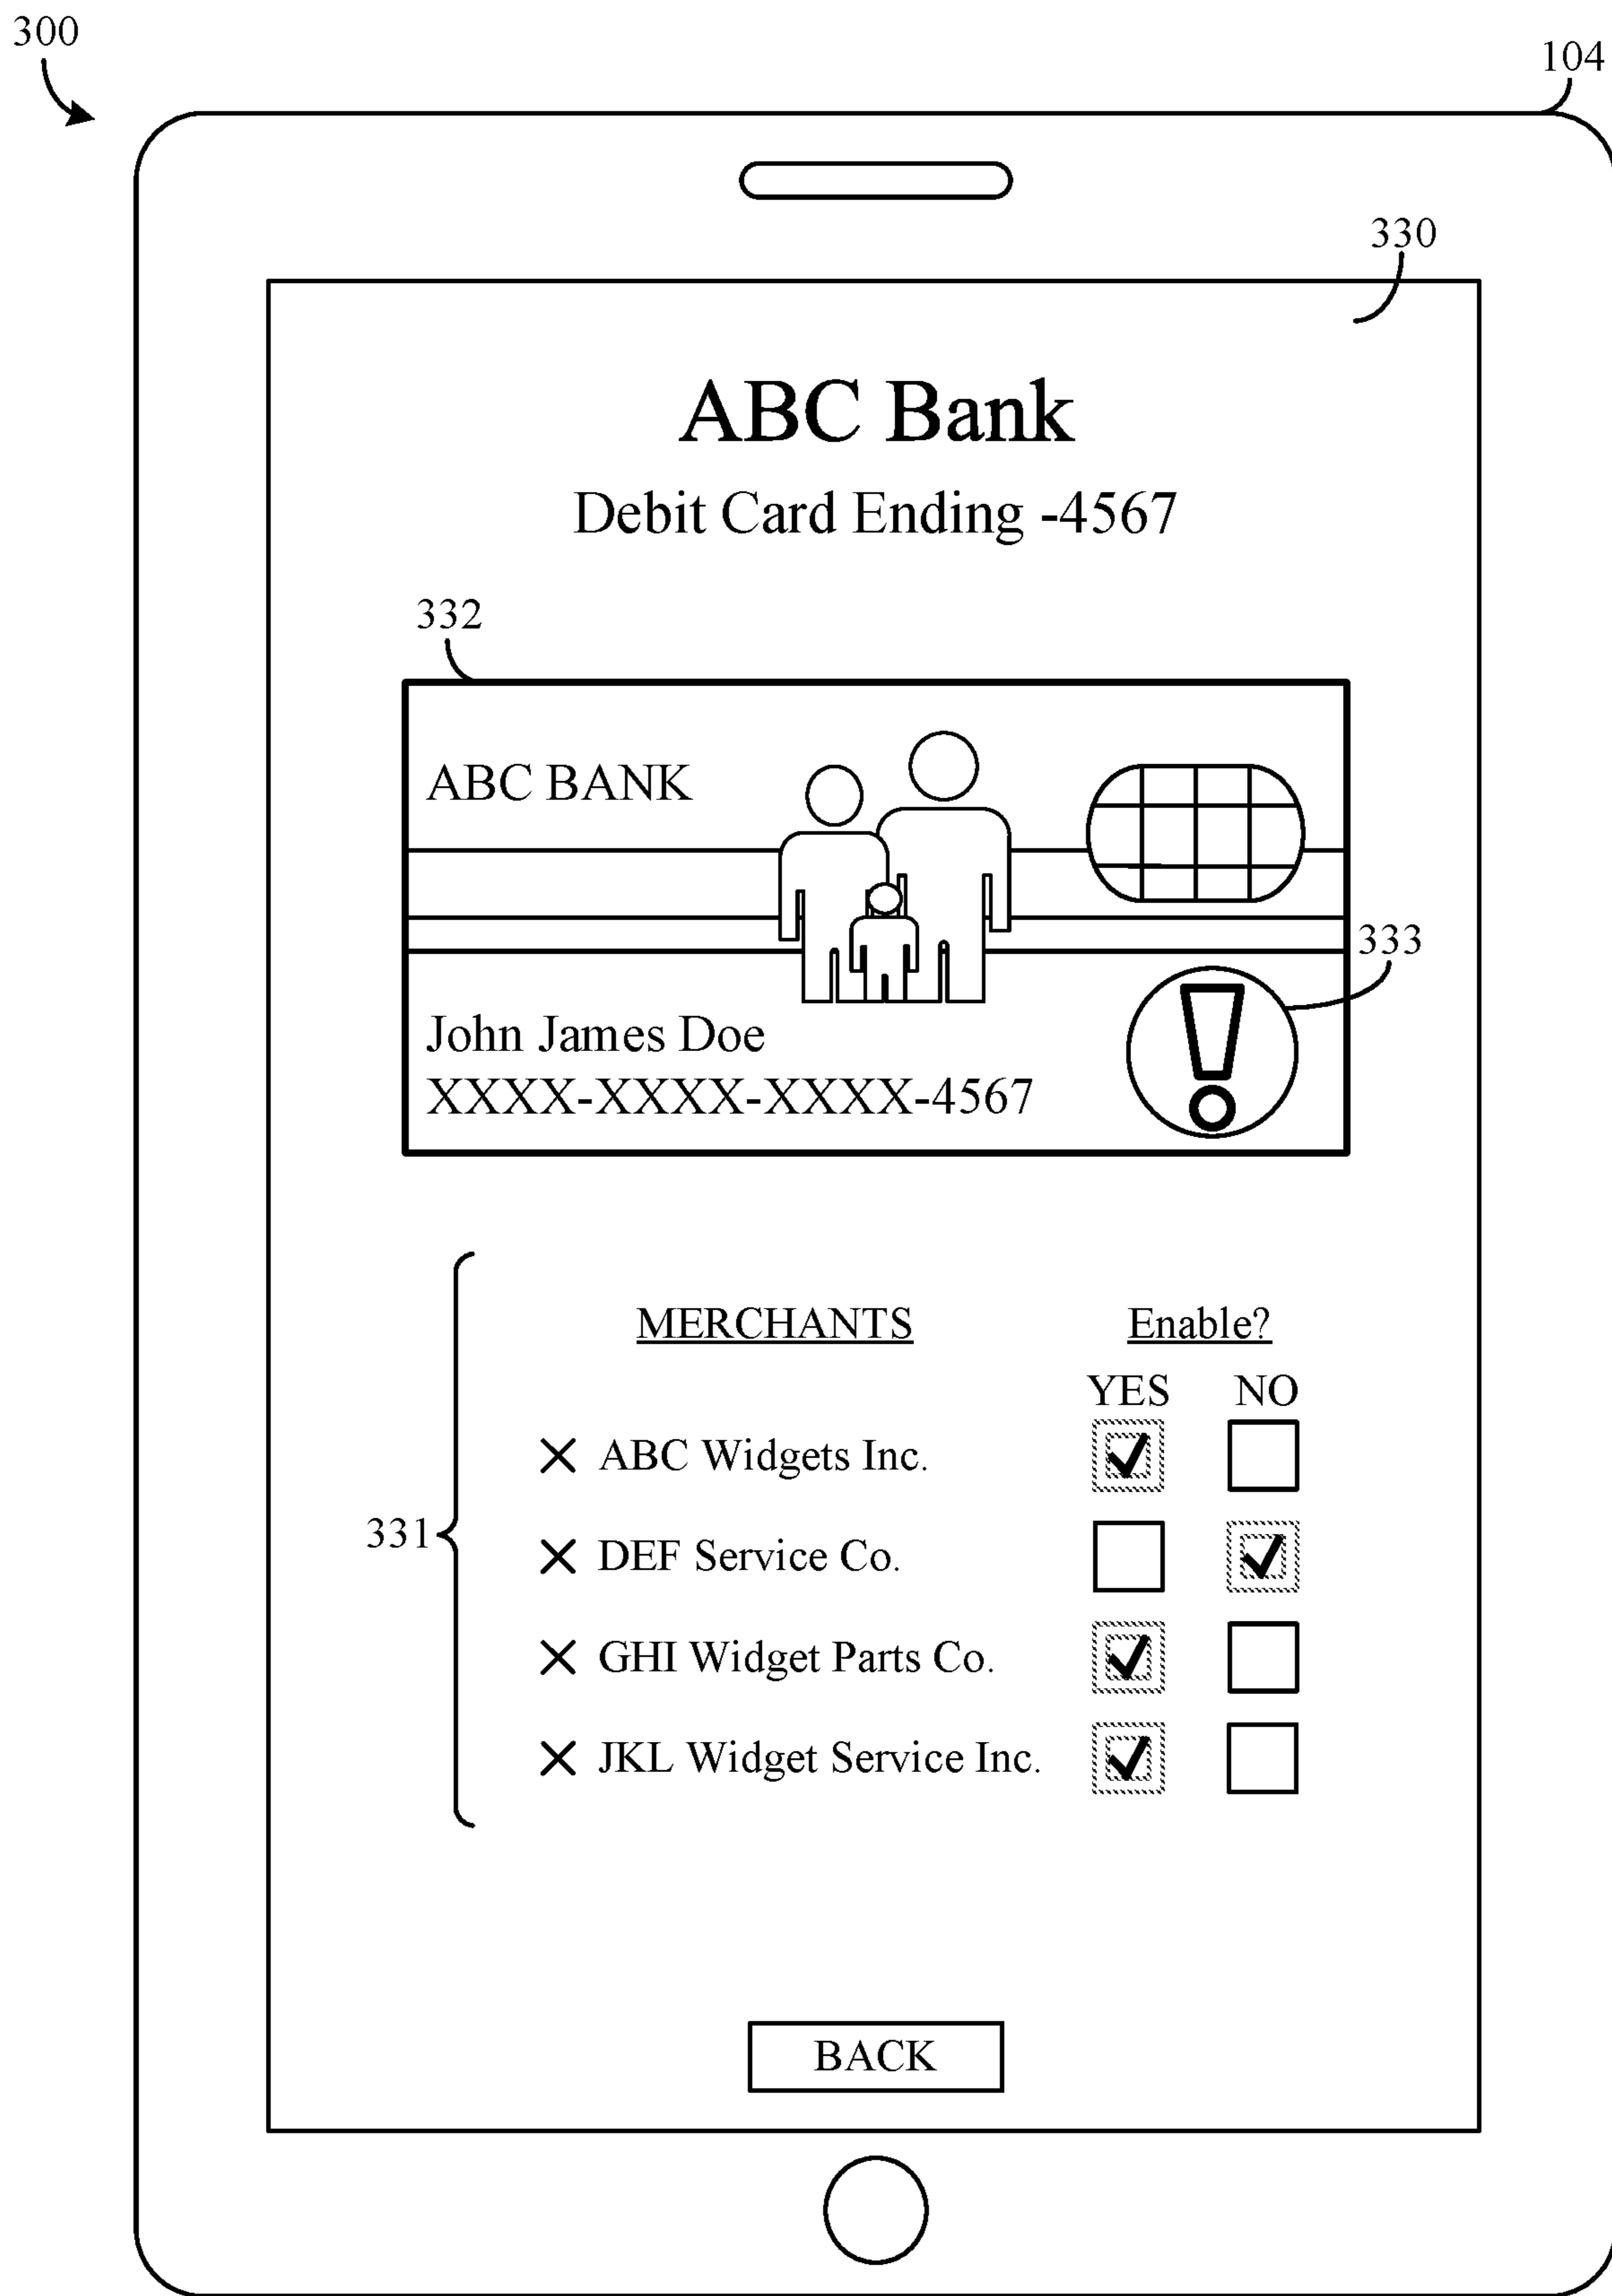 300
104
330
ABC Bank
Debit Card Ending -4567
332
ABC BANK
333
John James Doe
XXXX-XXXX-XXXX-4567
MERCHANTS Enable?
YES NO
ABC Widgets Inc.
331
DEF Service Co.
GHI Widget Parts Co.
JKL Widget Service Inc.
BACK